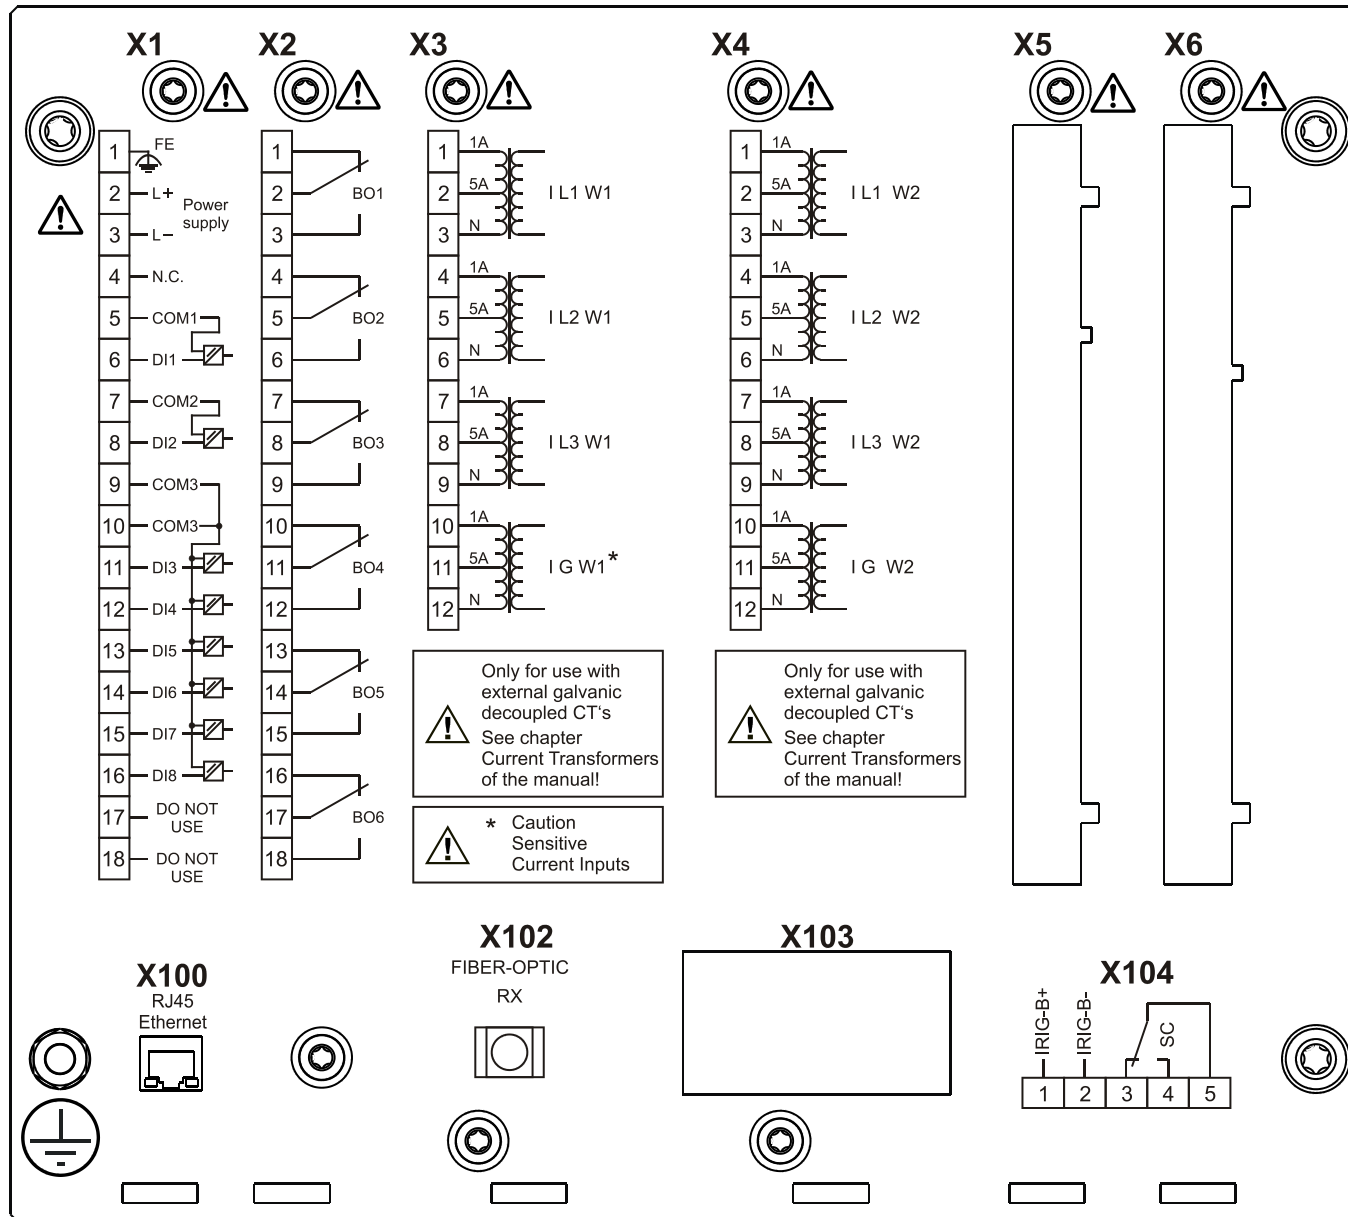 X1 X2 X3 X4 X5 X6
1 FE
2 L+
Power
supply
3 L−
4 N.C.
5 COM1
6 DI1
7 COM2
8 DI2
9 COM3
10 COM3
11 DI3
12 DI4
13 DI5
14 DI6
15 DI7
16 DI8
17 DO NOT
USE
18 DO NOT
USE
1
2 BO1
3
4
5 BO2
6
7
8 BO3
9
10
11 BO4
12
13
14 BO5
15
16
17 BO6
18
1 1A
2 5A I L1 W1
3 N
4 1A
5 5A I L2 W1
6 N
7 1A
8 5A I L3 W1
9 N
10 1A
11 5A I G W1*
12 N
Only for use with
external galvanic
decoupled CT‘s
See chapter
Current Transformers
of the manual!
* Caution
Sensitive
Current Inputs
1 1A
2 5A I L1 W2
3 N
4 1A
5 5A I L2 W2
6 N
7 1A
8 5A I L3 W2
9 N
10 1A
11 5A I G W2
12 N
Only for use with
external galvanic
decoupled CT‘s
See chapter
Current Transformers
of the manual!
X100
RJ45
Ethernet
X102
FIBER-OPTIC
RX
X103
X104
IRIG-B+
IRIG-B-
SC
1 2 3 4 5